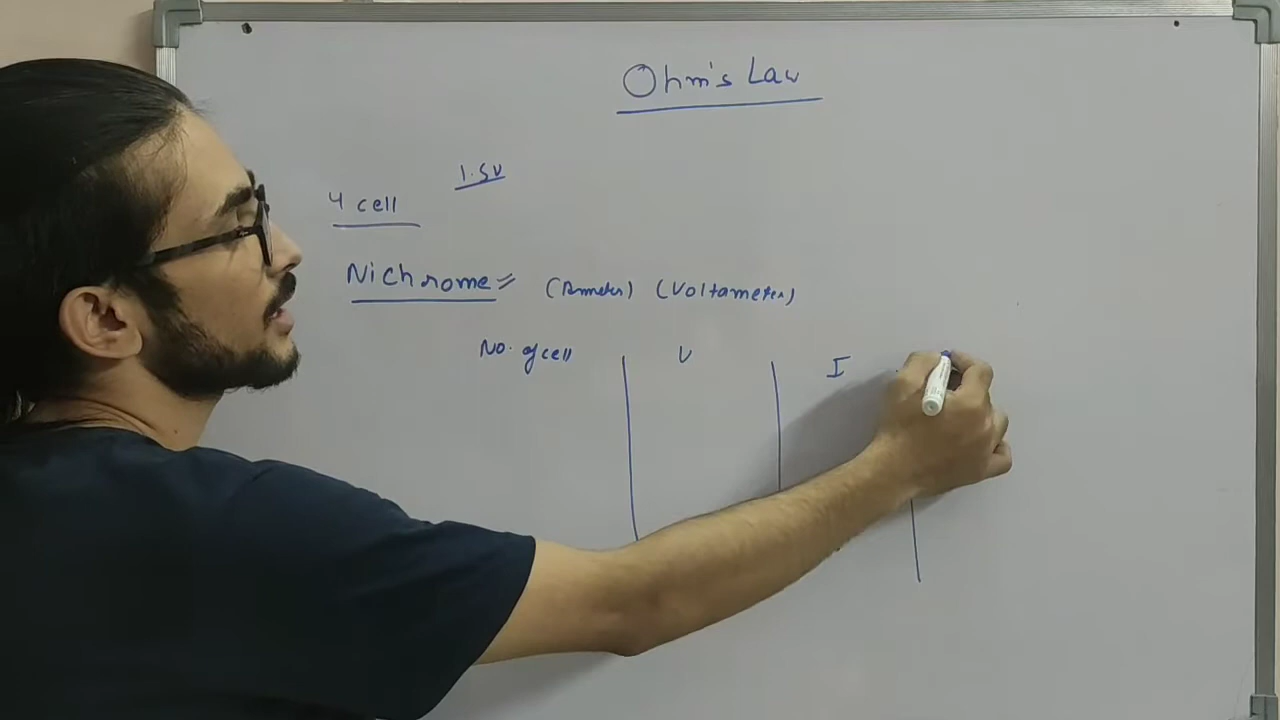 Ohm's Law
1.5V
4 cell
Nichrome (Ammeter) (Voltameter)
No. of cell V I